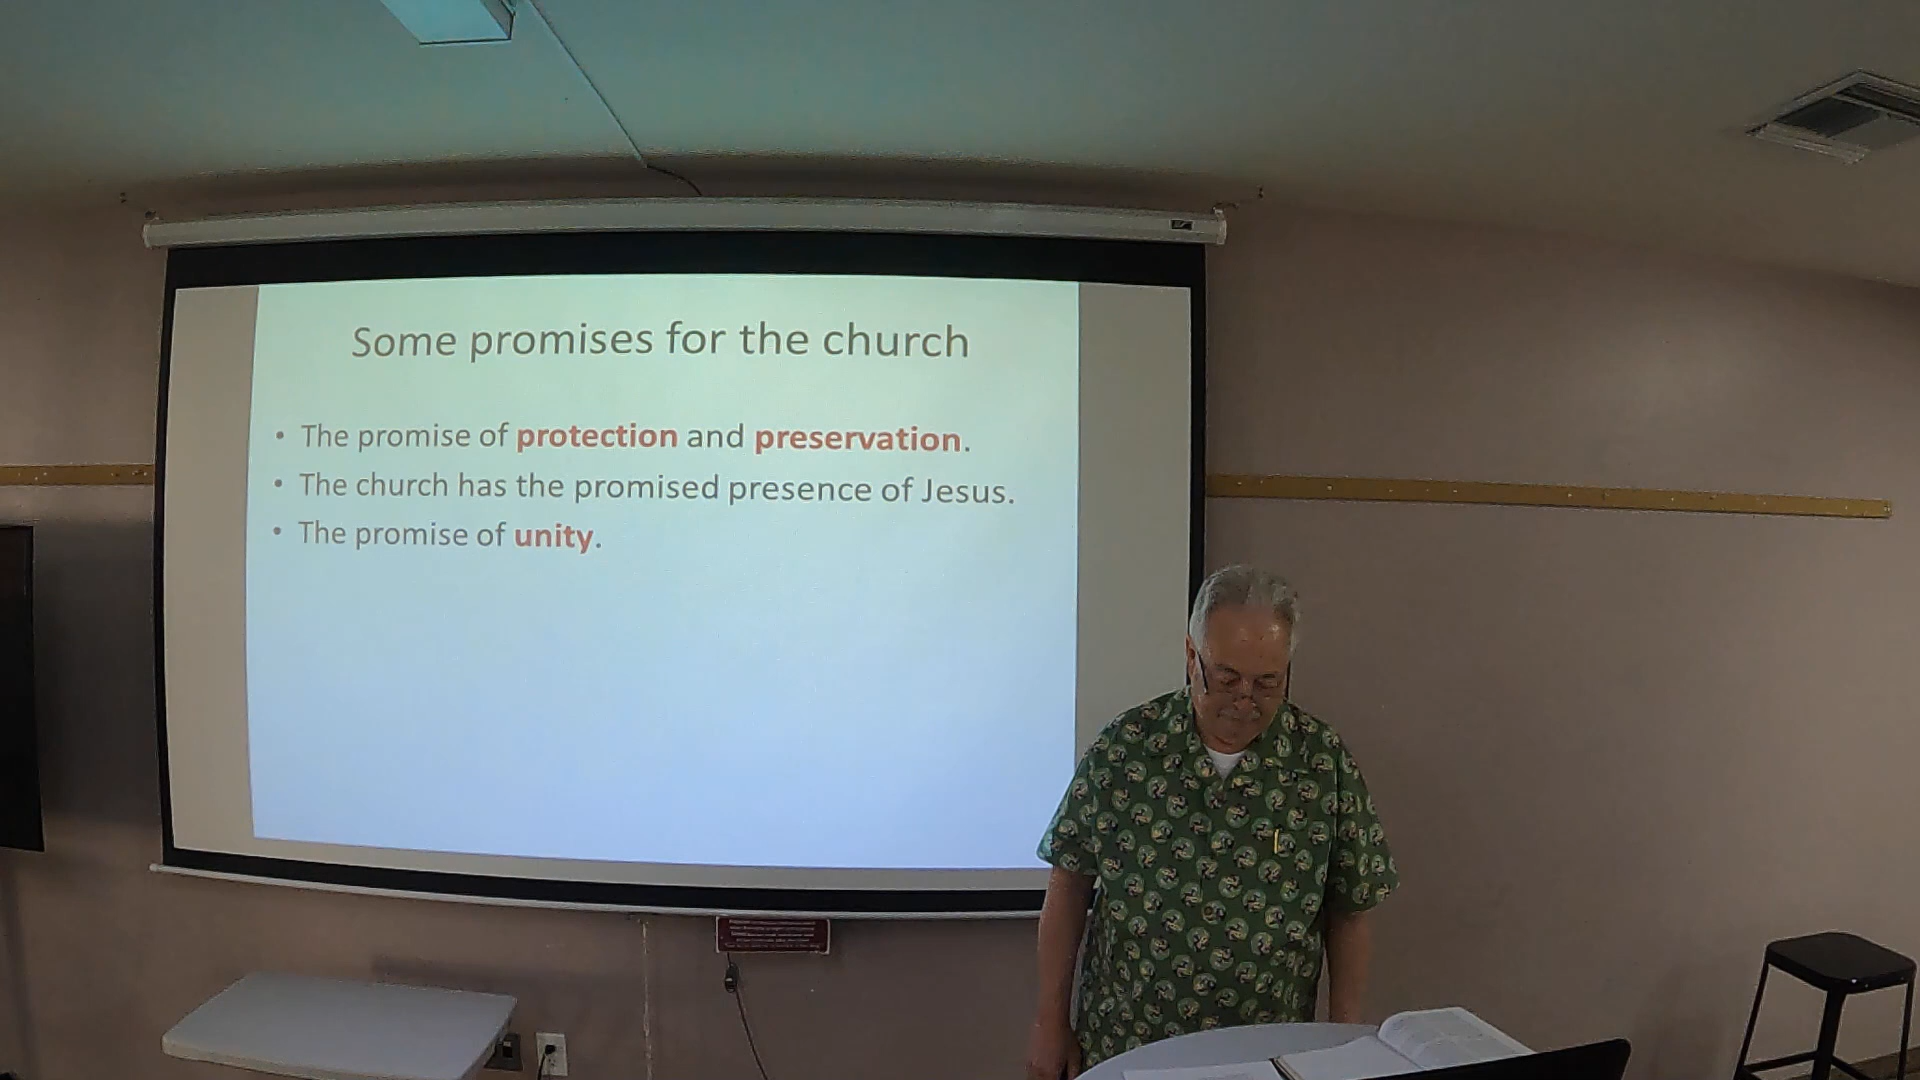 Some promises for the church
• The promise of protection and preservation.
• The church has the promised presence of Jesus.
• The promise of unity.